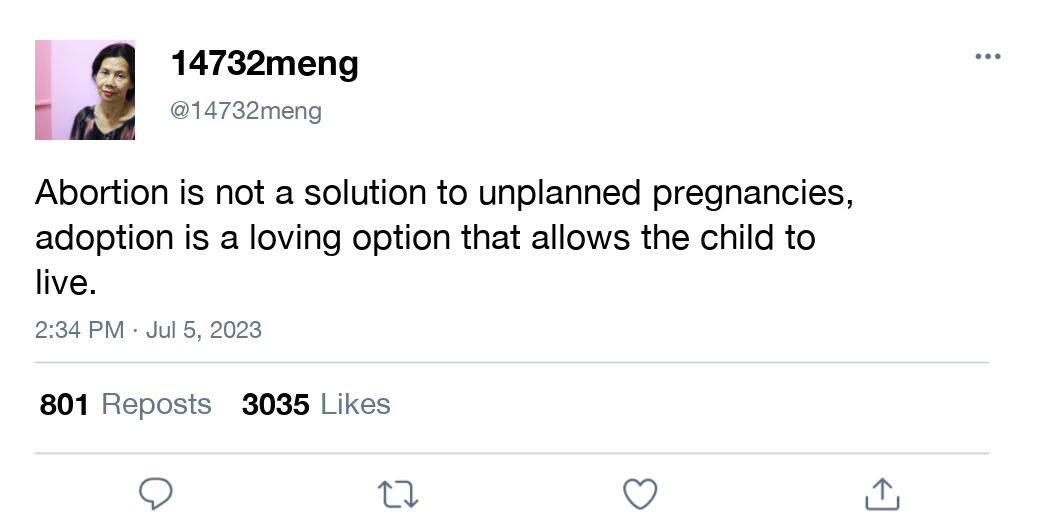 14732meng
@14732meng
Abortion is not a solution to unplanned pregnancies,
adoption is a loving option that allows the child to
live.
2:34 PM · Jul 5, 2023
801 Reposts 3035 Likes